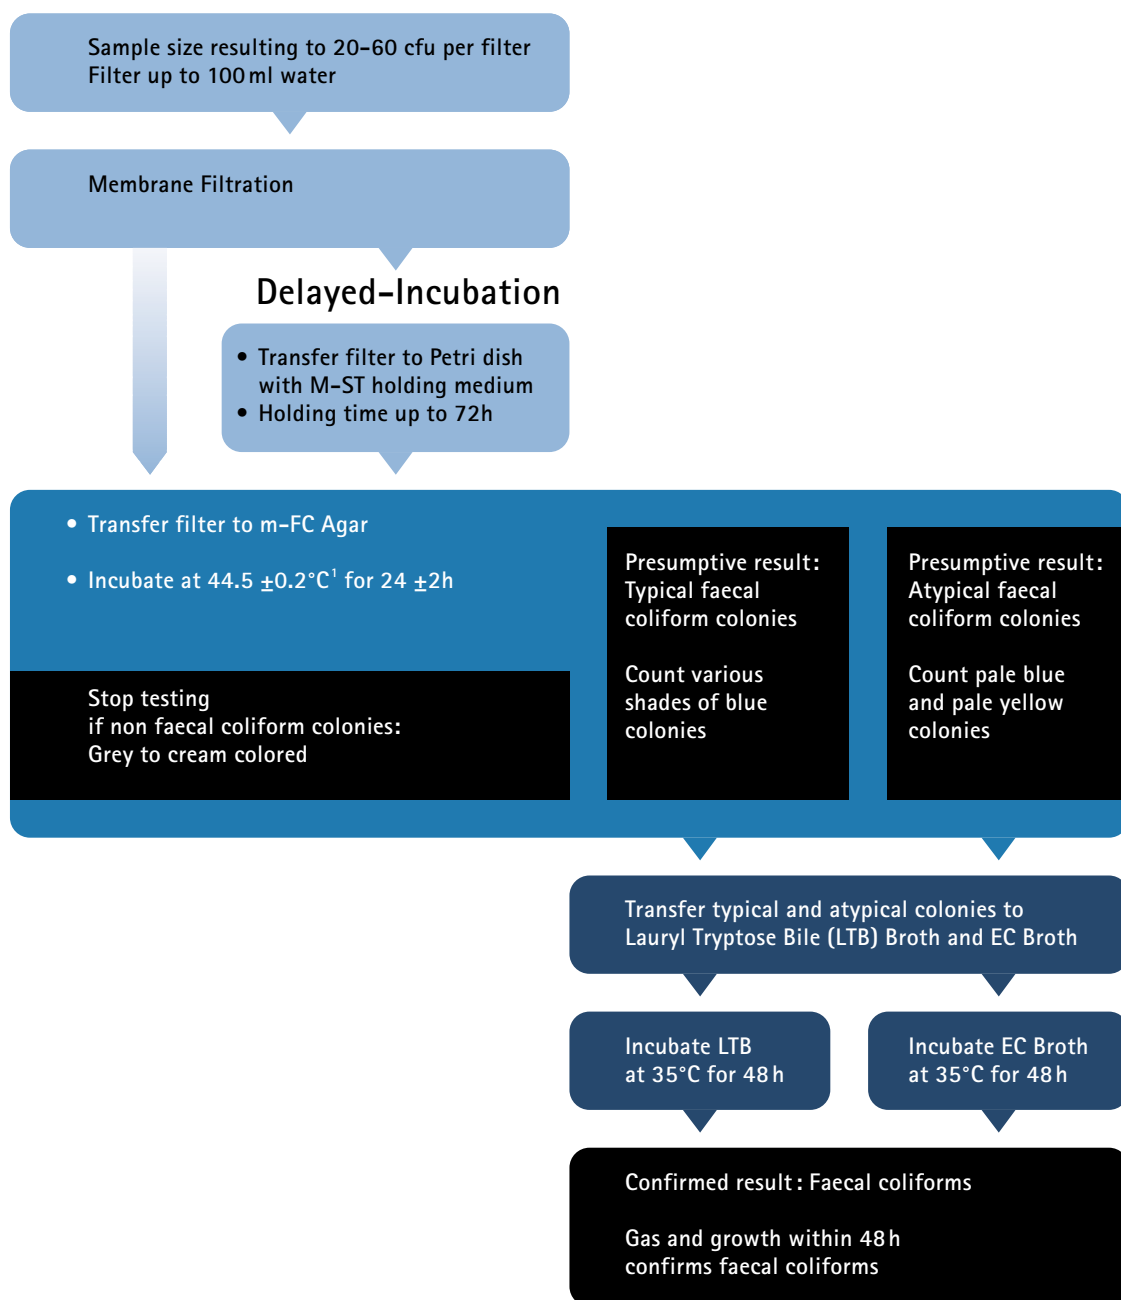 Sample size resulting to 20-60 cfu per filter
Filter up to 100 ml water
Membrane Filtration
Delayed-Incubation
• Transfer filter to Petri dish
with M-ST holding medium
• Holding time up to 72h
• Transfer filter to m-FC Agar
• Incubate at 44.5 ±0.2°C¹ for 24 ±2h
Stop testing
if non faecal coliform colonies:
Grey to cream colored
Presumptive result:
Typical faecal
coliform colonies
Count various
shades of blue
colonies
Presumptive result:
Atypical faecal
coliform colonies
Count pale blue
and pale yellow
colonies
Transfer typical and atypical colonies to
Lauryl Tryptose Bile (LTB) Broth and EC Broth
Incubate LTB
at 35°C for 48 h
Incubate EC Broth
at 35°C for 48 h
Confirmed result: Faecal coliforms
Gas and growth within 48 h
confirms faecal coliforms